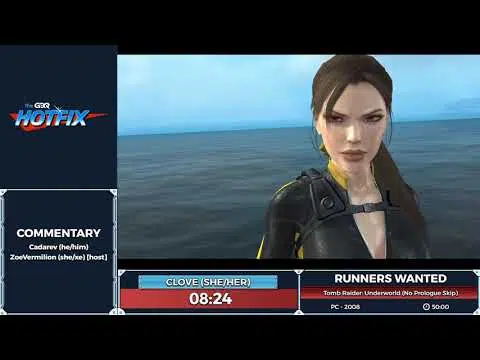 the GDQ
HOTFIX
COMMENTARY
Cadarev (he/him)
ZoeVermilion (she/xe) [host]
CLOVE (SHE/HER)
08:24
RUNNERS WANTED
Tomb Raider: Underworld (No Prologue Skip)
PC - 2008
50:00